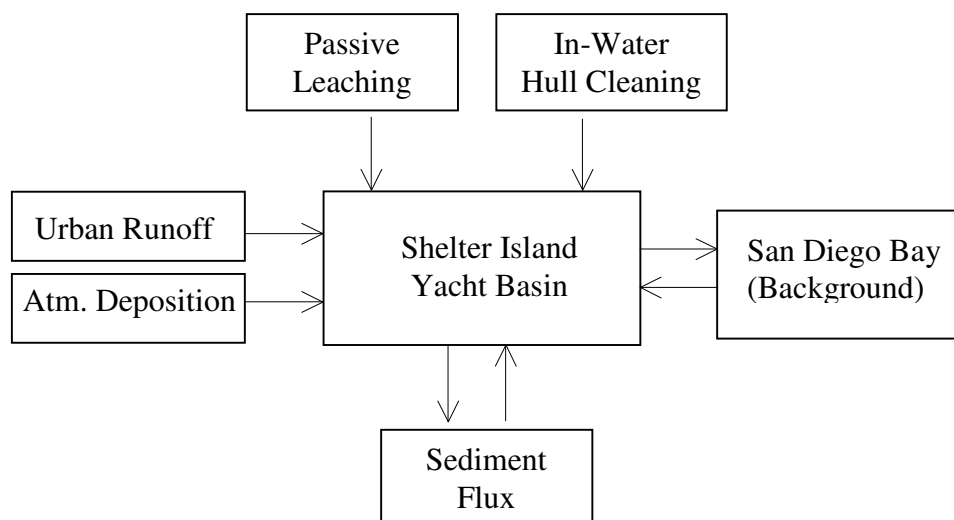 Passive
Leaching
In-Water
Hull Cleaning
Urban Runoff
Atm. Deposition
Shelter Island
Yacht Basin
San Diego Bay
(Background)
Sediment
Flux